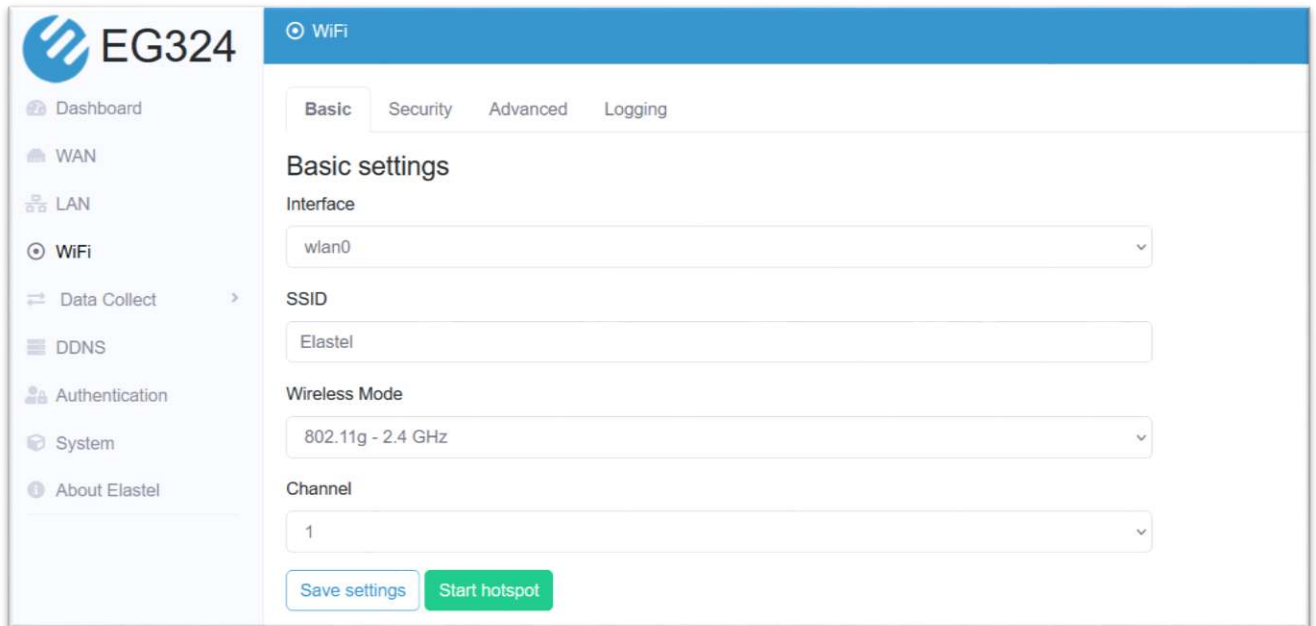 EG324
Dashboard
WAN
LAN
WiFi
Data Collect
DDNS
Authentication
System
About Elastel
WiFi
Basic Security Advanced Logging
Basic settings
Interface
wlan0
SSID
Elastel
Wireless Mode
802.11g - 2.4 GHz
Channel
1
Save settings Start hotspot